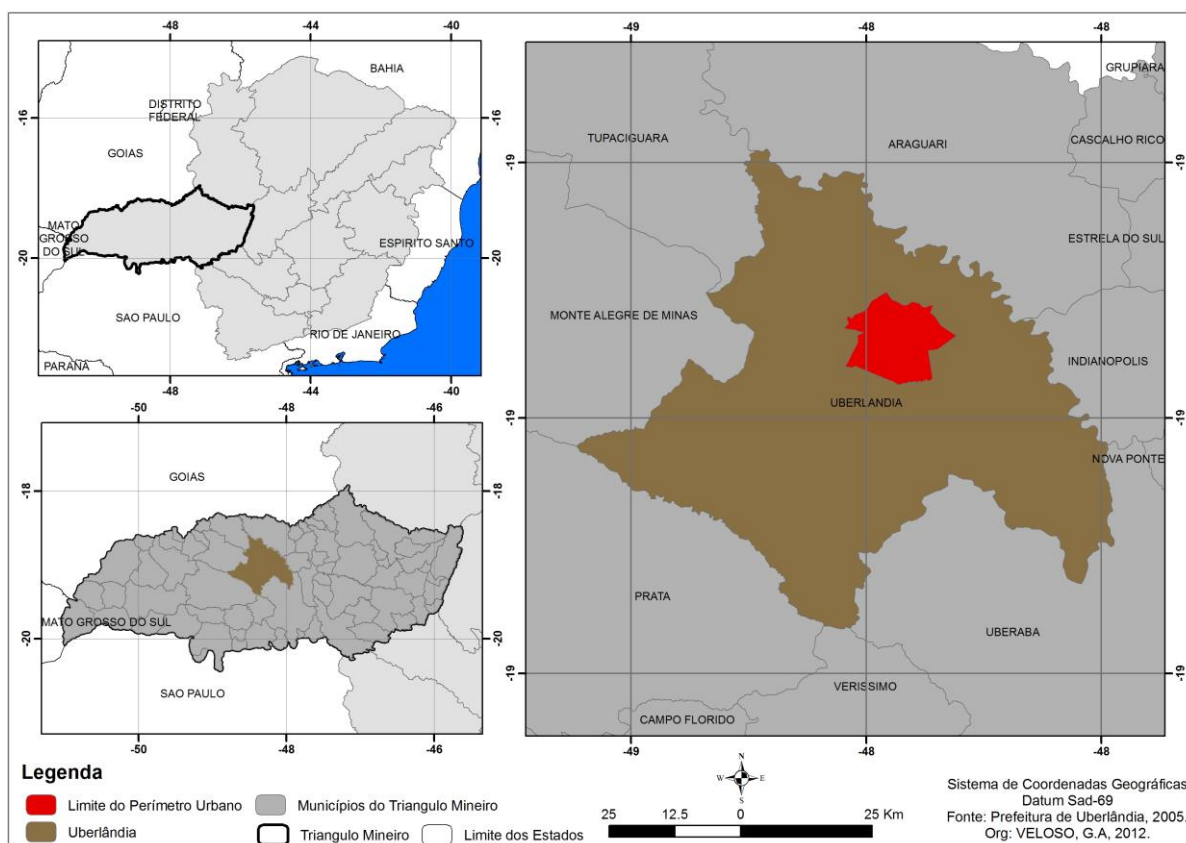 -48
-44
-40
BAHIA
DISTRITO
FEDERAL
-16
-16
GOIAS
MATO
GROSSO
DO SUL
ESPIRITO SANTO
-20
-20
SAO PAULO
RIO DE JANEIRO
PARANA
-48
-44
-40
-50
-48
-46
GOIAS
-18
-18
MATO GROSSO DO SUL
-20
-20
SAO PAULO
-50
-48
-46
-49
-48
-48
GRUPIARA
TUPACIGUARA
ARAGUARI
CASCALHO RICO
-19
-19
ESTRELA DO SUL
MONTE ALEGRE DE MINAS
INDIANOPOLIS
UBERLANDIA
-19
-19
NOVA PONTE
PRATA
UBERABA
-19
-19
VERISSIMO
CAMPO FLORIDO
-49
-48
-48
Legenda
Limite do Perímetro Urbano
Municípios do Triangulo Mineiro
Uberlândia
Triangulo Mineiro
Limite dos Estados
N
W E
S
25 12.5 0 25 Km
Sistema de Coordenadas Geográficas
Datum Sad-69
Fonte: Prefeitura de Uberlândia, 2005.
Org: VELOSO, G.A, 2012.